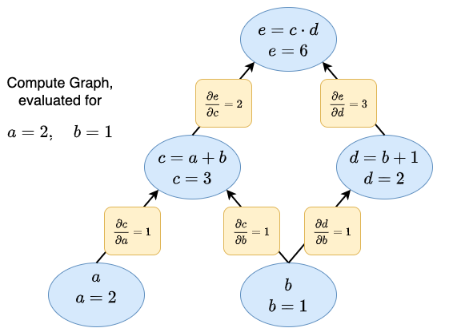 e = c · d
e = 6
Compute Graph,
evaluated for
a = 2, b = 1
∂e/∂c = 2
∂e/∂d = 3
c = a + b
c = 3
d = b + 1
d = 2
∂c/∂a = 1
∂c/∂b = 1
∂d/∂b = 1
a
a = 2
b
b = 1